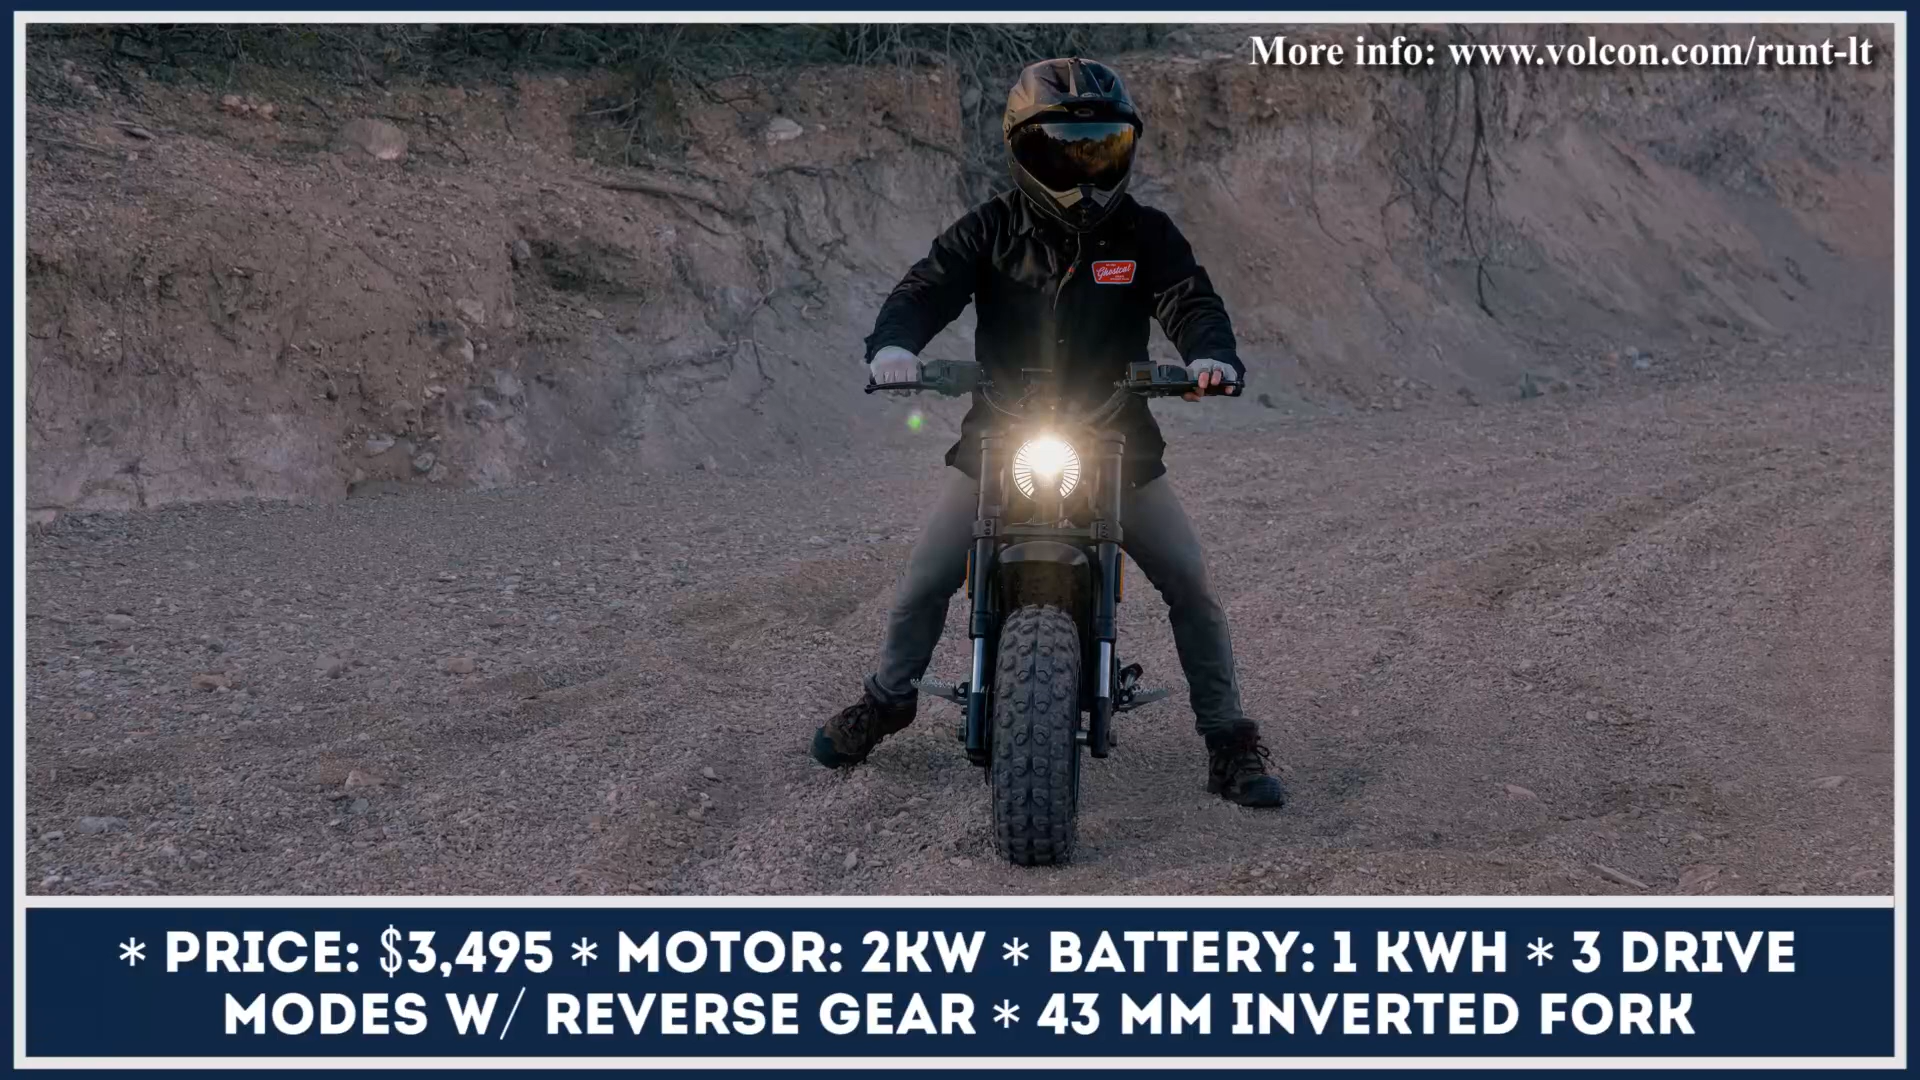 More info: www.volcon.com/runt-lt
Ghostcat
* PRICE: $3,495 * MOTOR: 2KW * BATTERY: 1 KWH * 3 DRIVE
MODES W/ REVERSE GEAR * 43 MM INVERTED FORK